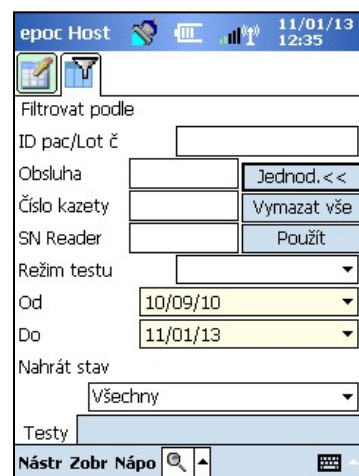 epoc Host 11/01/13
12:35
Filtrovat podle
ID pac/Lot č
Obsluha Jednod.<<
Číslo kazety Vymazat vše
SN Reader Použít
Režim testu
Od 10/09/10
Do 11/01/13
Nahrát stav
Všechny
Testy
Nástr Zobr Nápo